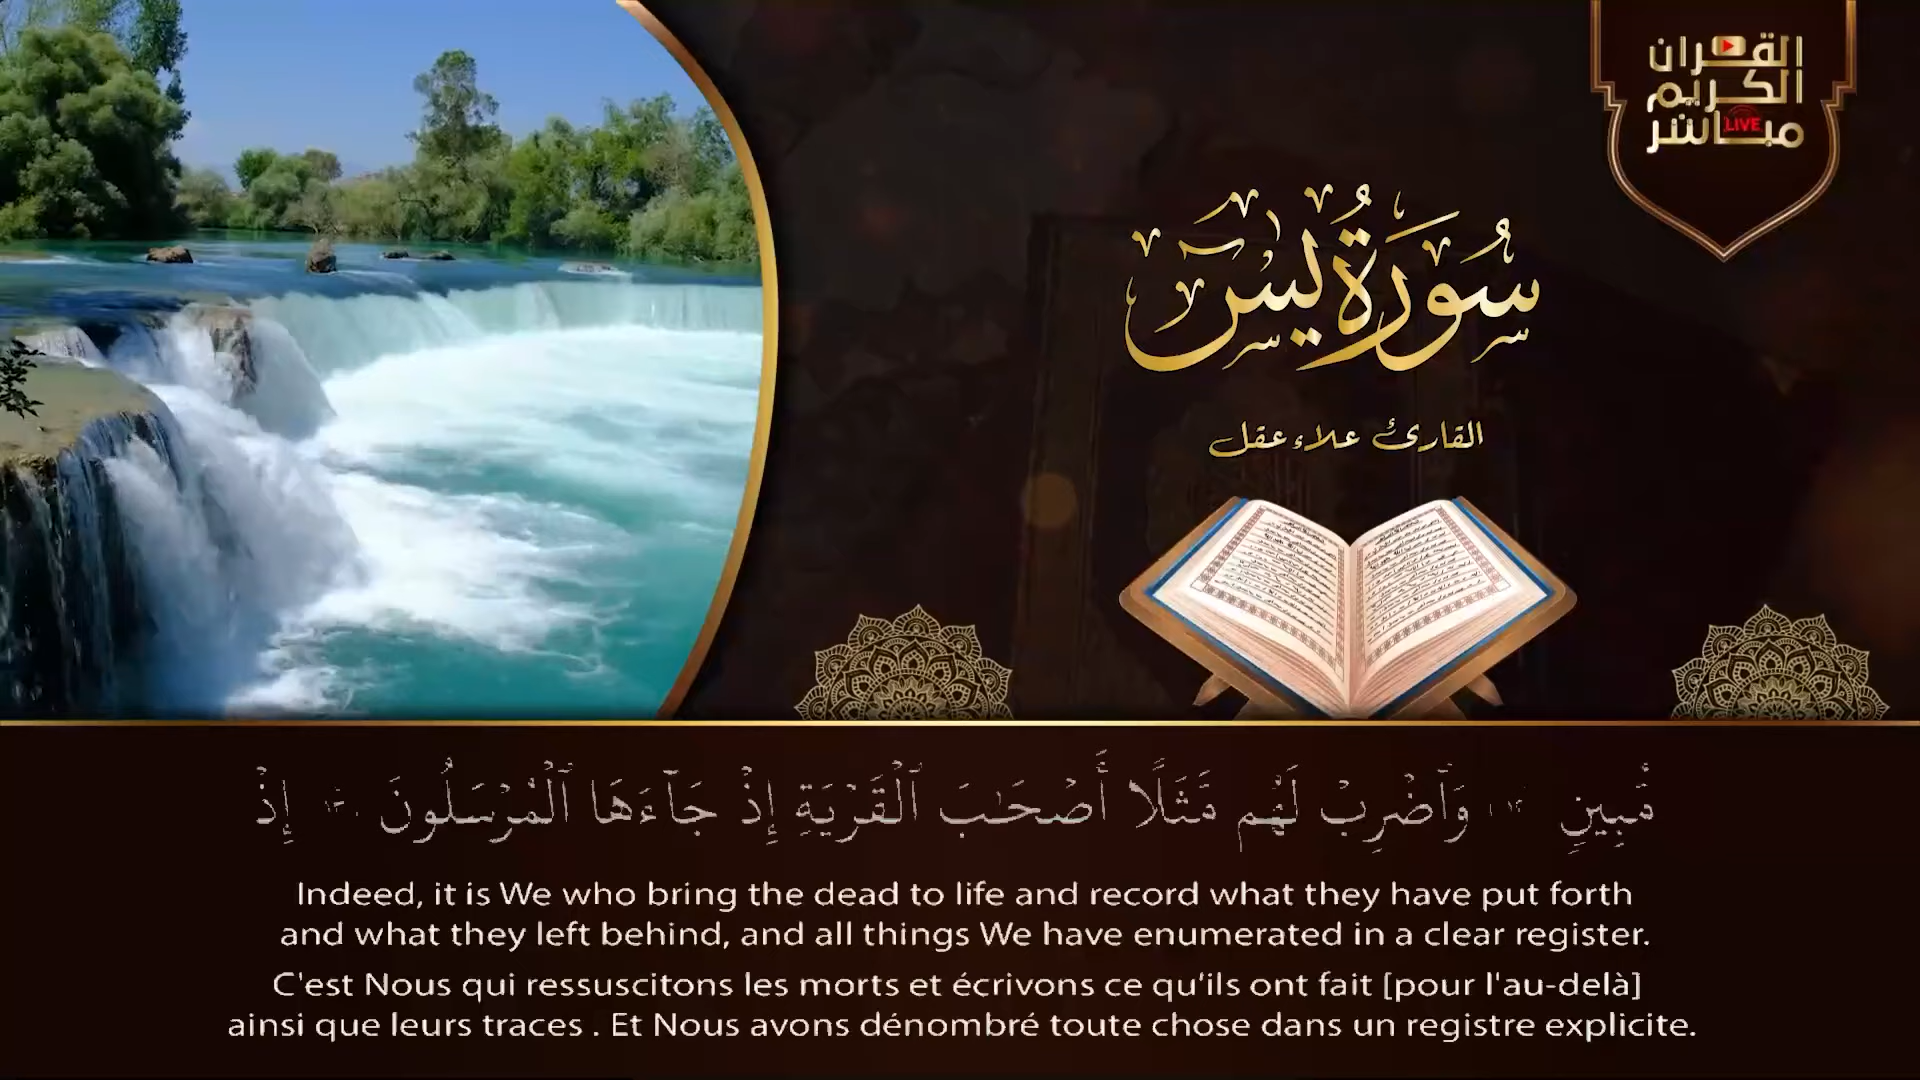 القرآن
الكريم
مباشر
LIVE
سُورَةُ يسٓ
القارئ علاء عقل
مُّبِينٍ ١٢ وَٱضْرِبْ لَهُم مَّثَلًا أَصْحَٰبَ ٱلْقَرْيَةِ إِذْ جَآءَهَا ٱلْمُرْسَلُونَ ١٣ إِذْ
Indeed, it is We who bring the dead to life and record what they have put forth
and what they left behind, and all things We have enumerated in a clear register.
C'est Nous qui ressuscitons les morts et écrivons ce qu'ils ont fait [pour l'au-delà]
ainsi que leurs traces . Et Nous avons dénombré toute chose dans un registre explicite.